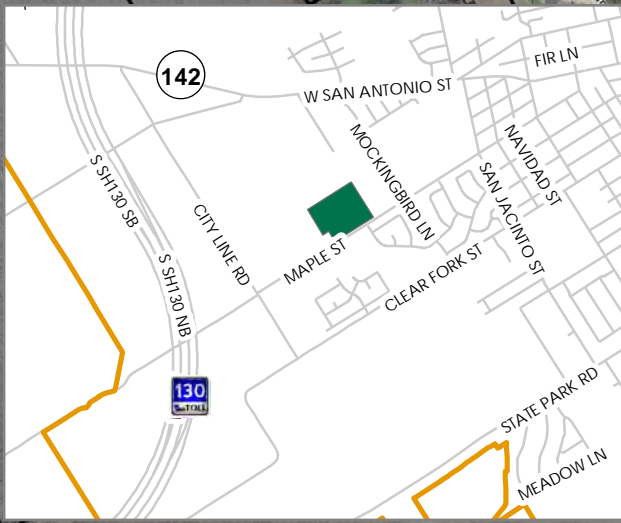 FIR LN
142
W SAN ANTONIO ST
MOCKINGBIRD LN
NAVIDAD ST
S SH130 SB
SAN JACINTO ST
CITY LINE RD
MAPLE ST
CLEAR FORK ST
S SH130 NB
130
TOLL
STATE PARK RD
MEADOW LN